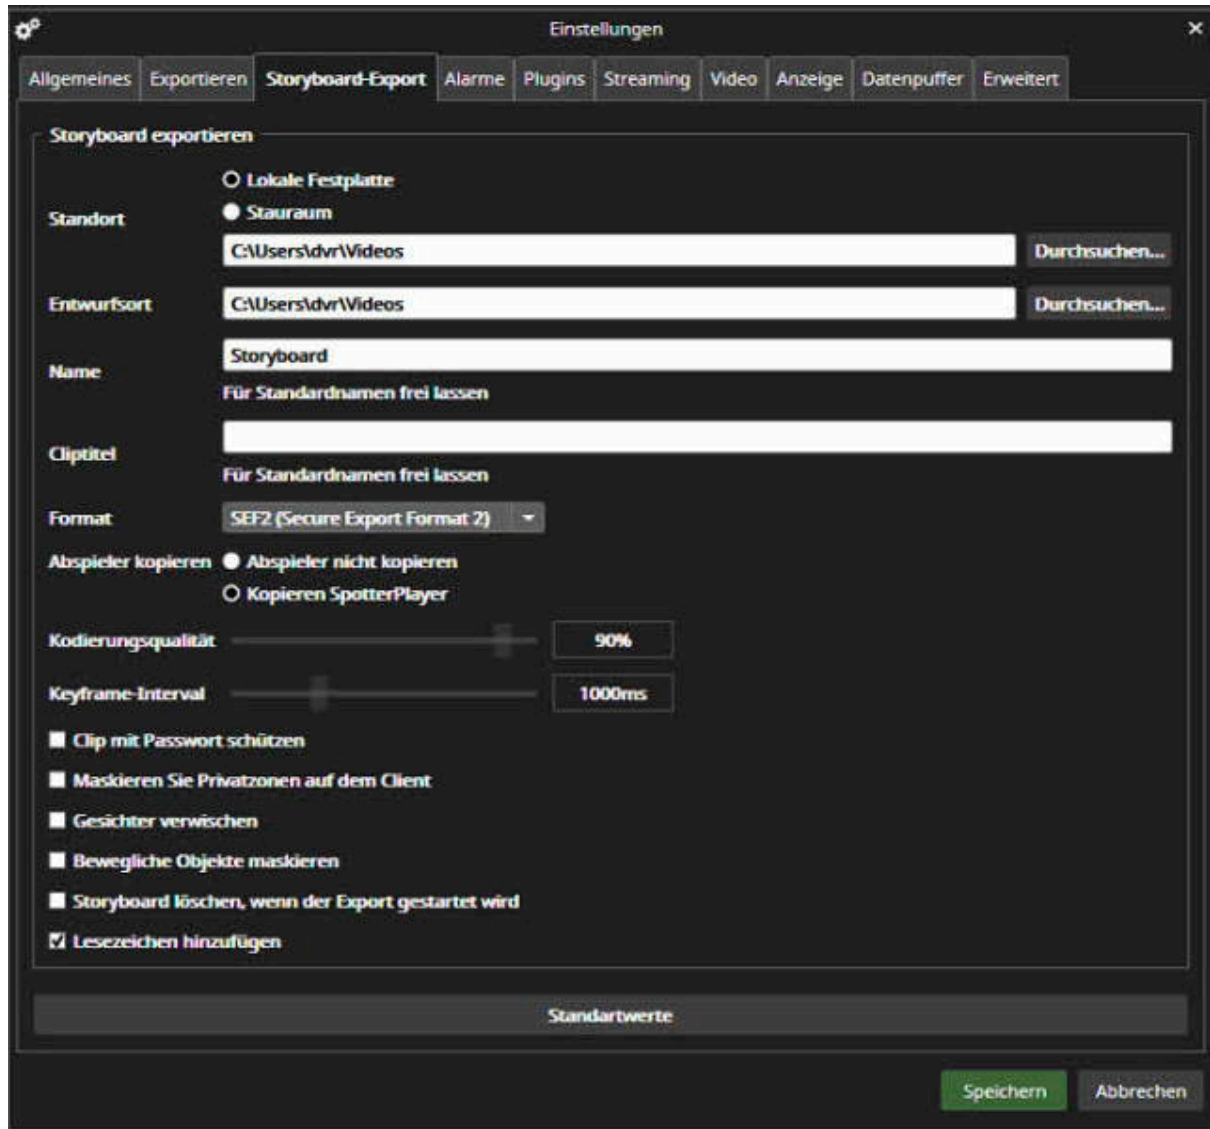 Einstellungen
Allgemeines Exportieren Storyboard-Export Alarme Plugins Streaming Video Anzeige Datenpuffer Erweitert
Storyboard exportieren
Lokale Festplatte
Standort
Stauraum
C:\Users\dvr\Videos Durchsuchen...
Entwurfsort C:\Users\dvr\Videos Durchsuchen...
Storyboard
Name
Für Standardnamen frei lassen
Cliptitel
Für Standardnamen frei lassen
Format SEF2 (Secure Export Format 2)
Abspieler kopieren Abspieler nicht kopieren
Kopieren SpotterPlayer
Kodierungsqualität 90%
Keyframe-Interval 1000ms
Clip mit Passwort schützen
Maskieren Sie Privatzonen auf dem Client
Gesichter verwischen
Bewegliche Objekte maskieren
Storyboard löschen, wenn der Export gestartet wird
Lesezeichen hinzufügen
Standartwerte
Speichern Abbrechen